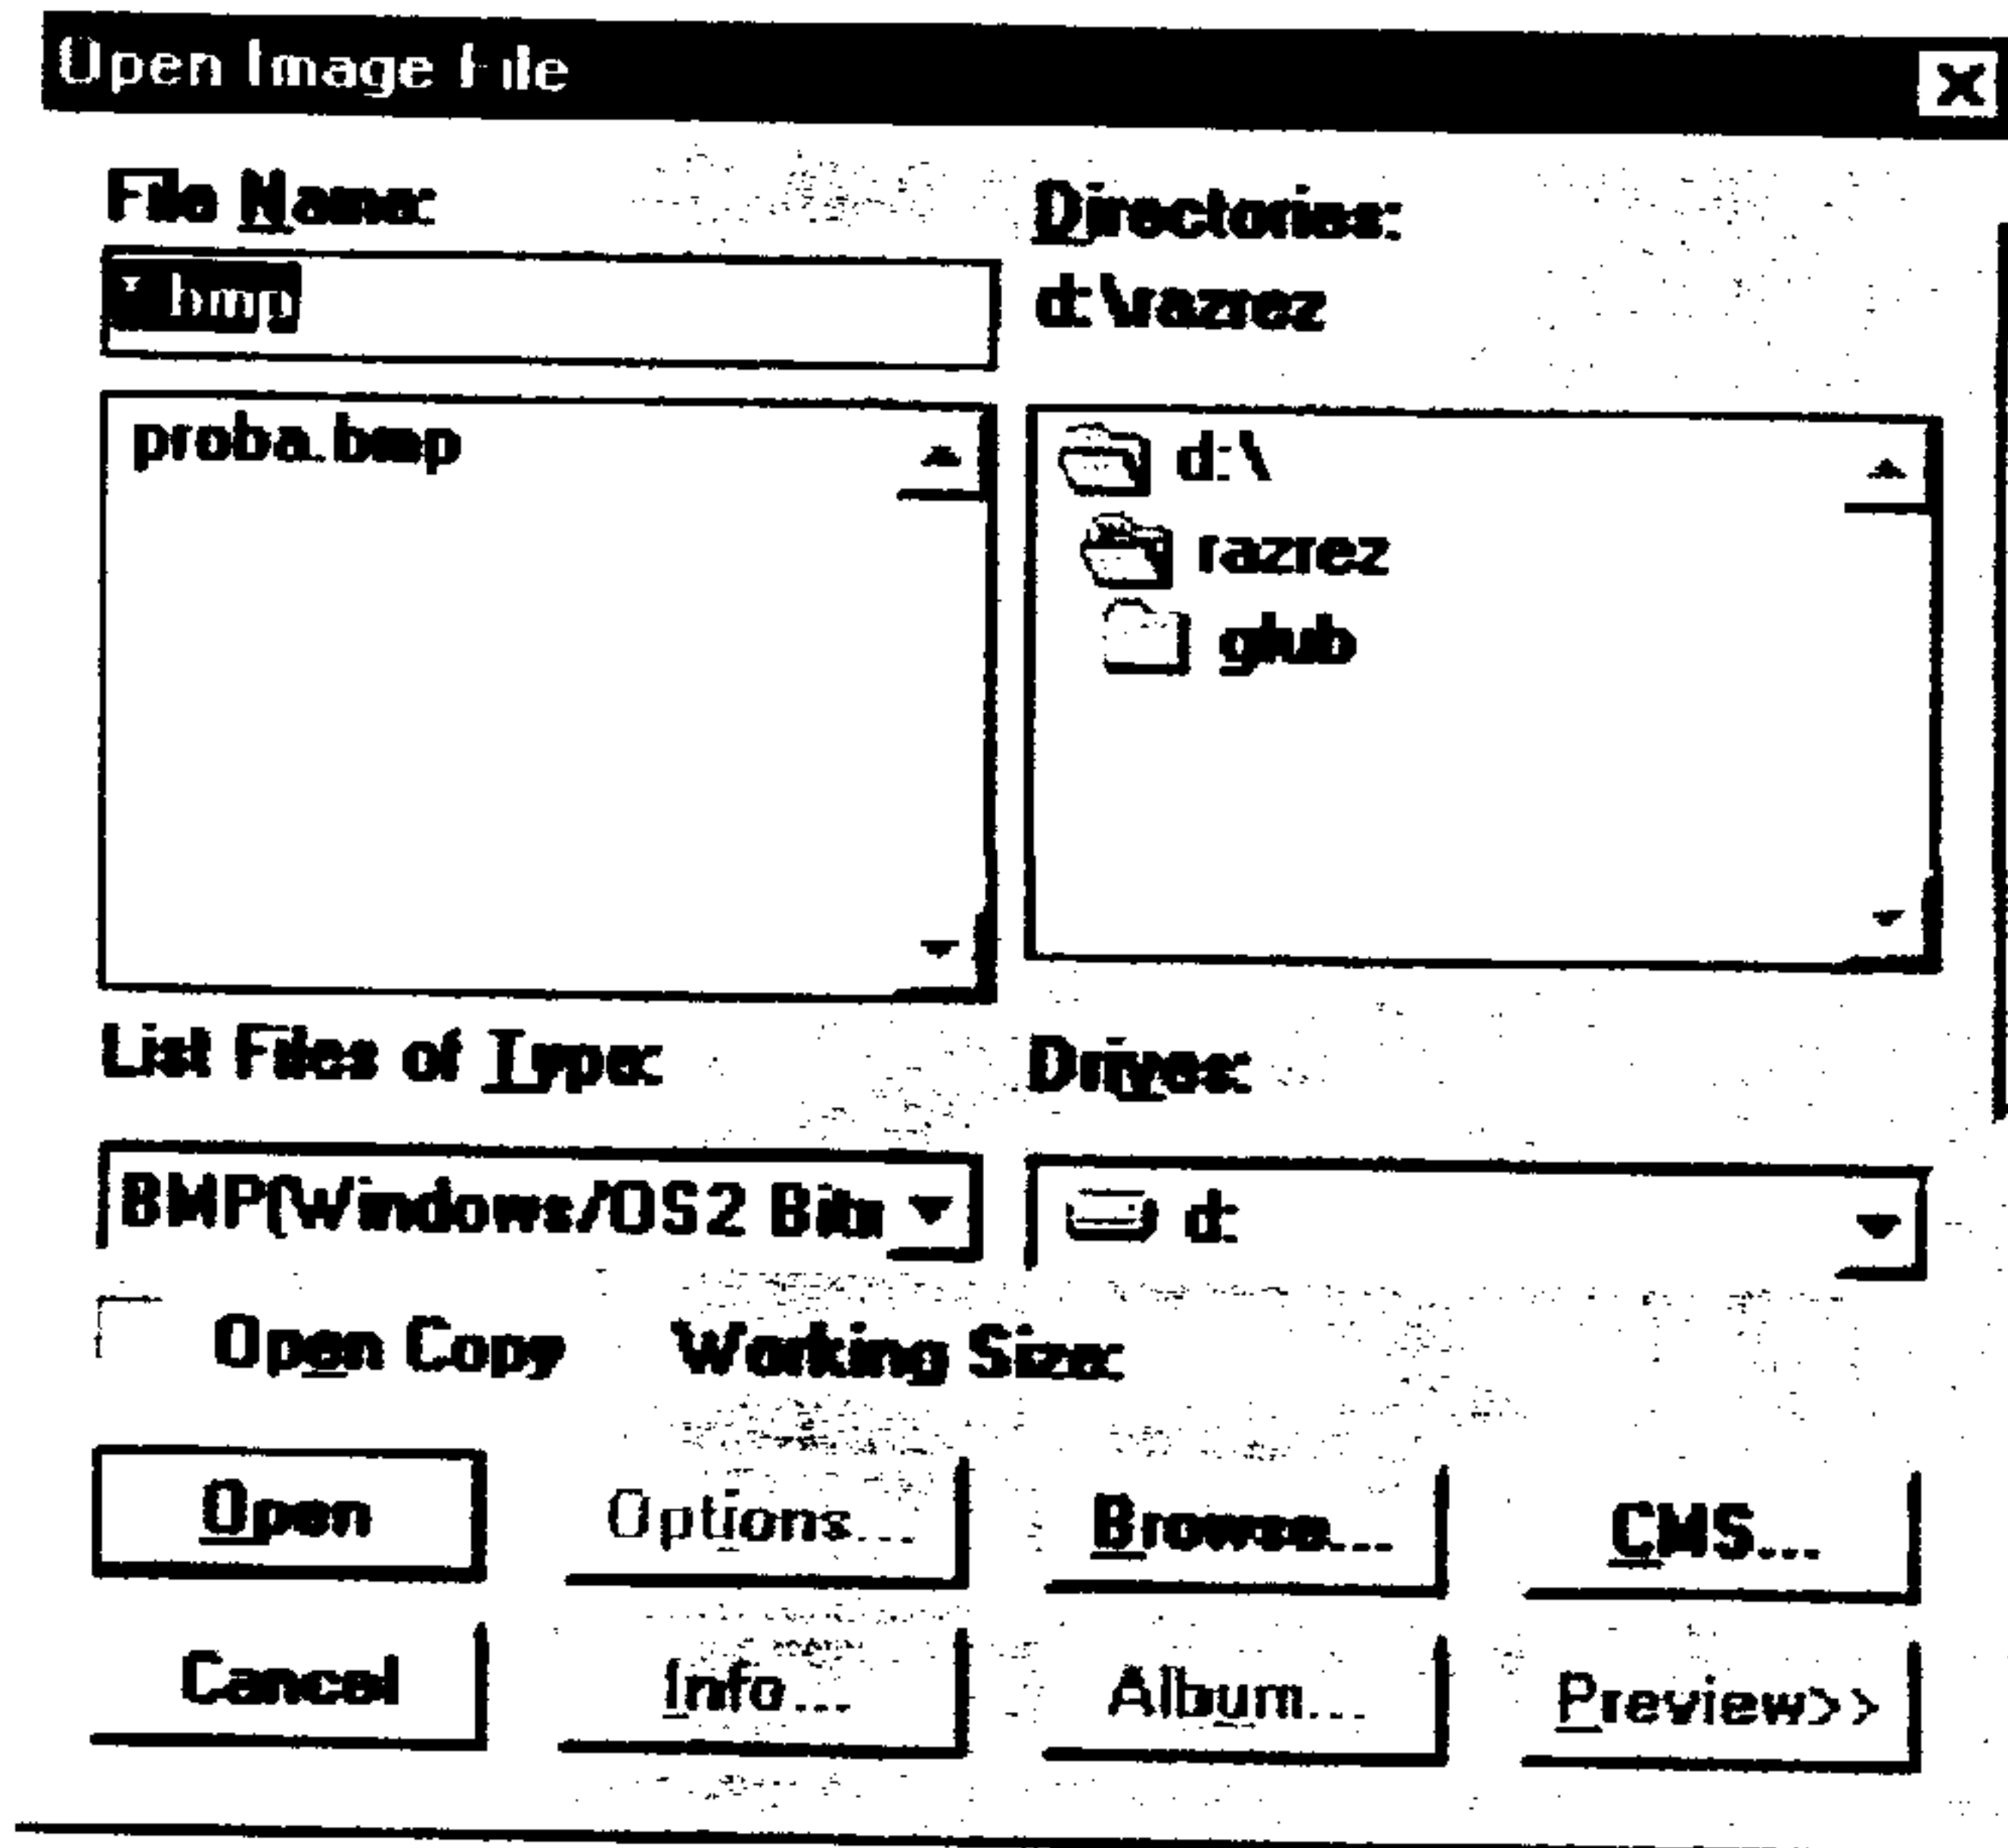 Open Image File
File Name:
*.bmp
Directories:
d:\razrez
proba.bmp
d:\
razrez
glub
List Files of Type:
Drives:
BMP(Windows/OS2 Bitm
d:
Open Copy
Working Size:
Open
Options...
Browse...
CMS...
Cancel
Info...
Album...
Preview>>